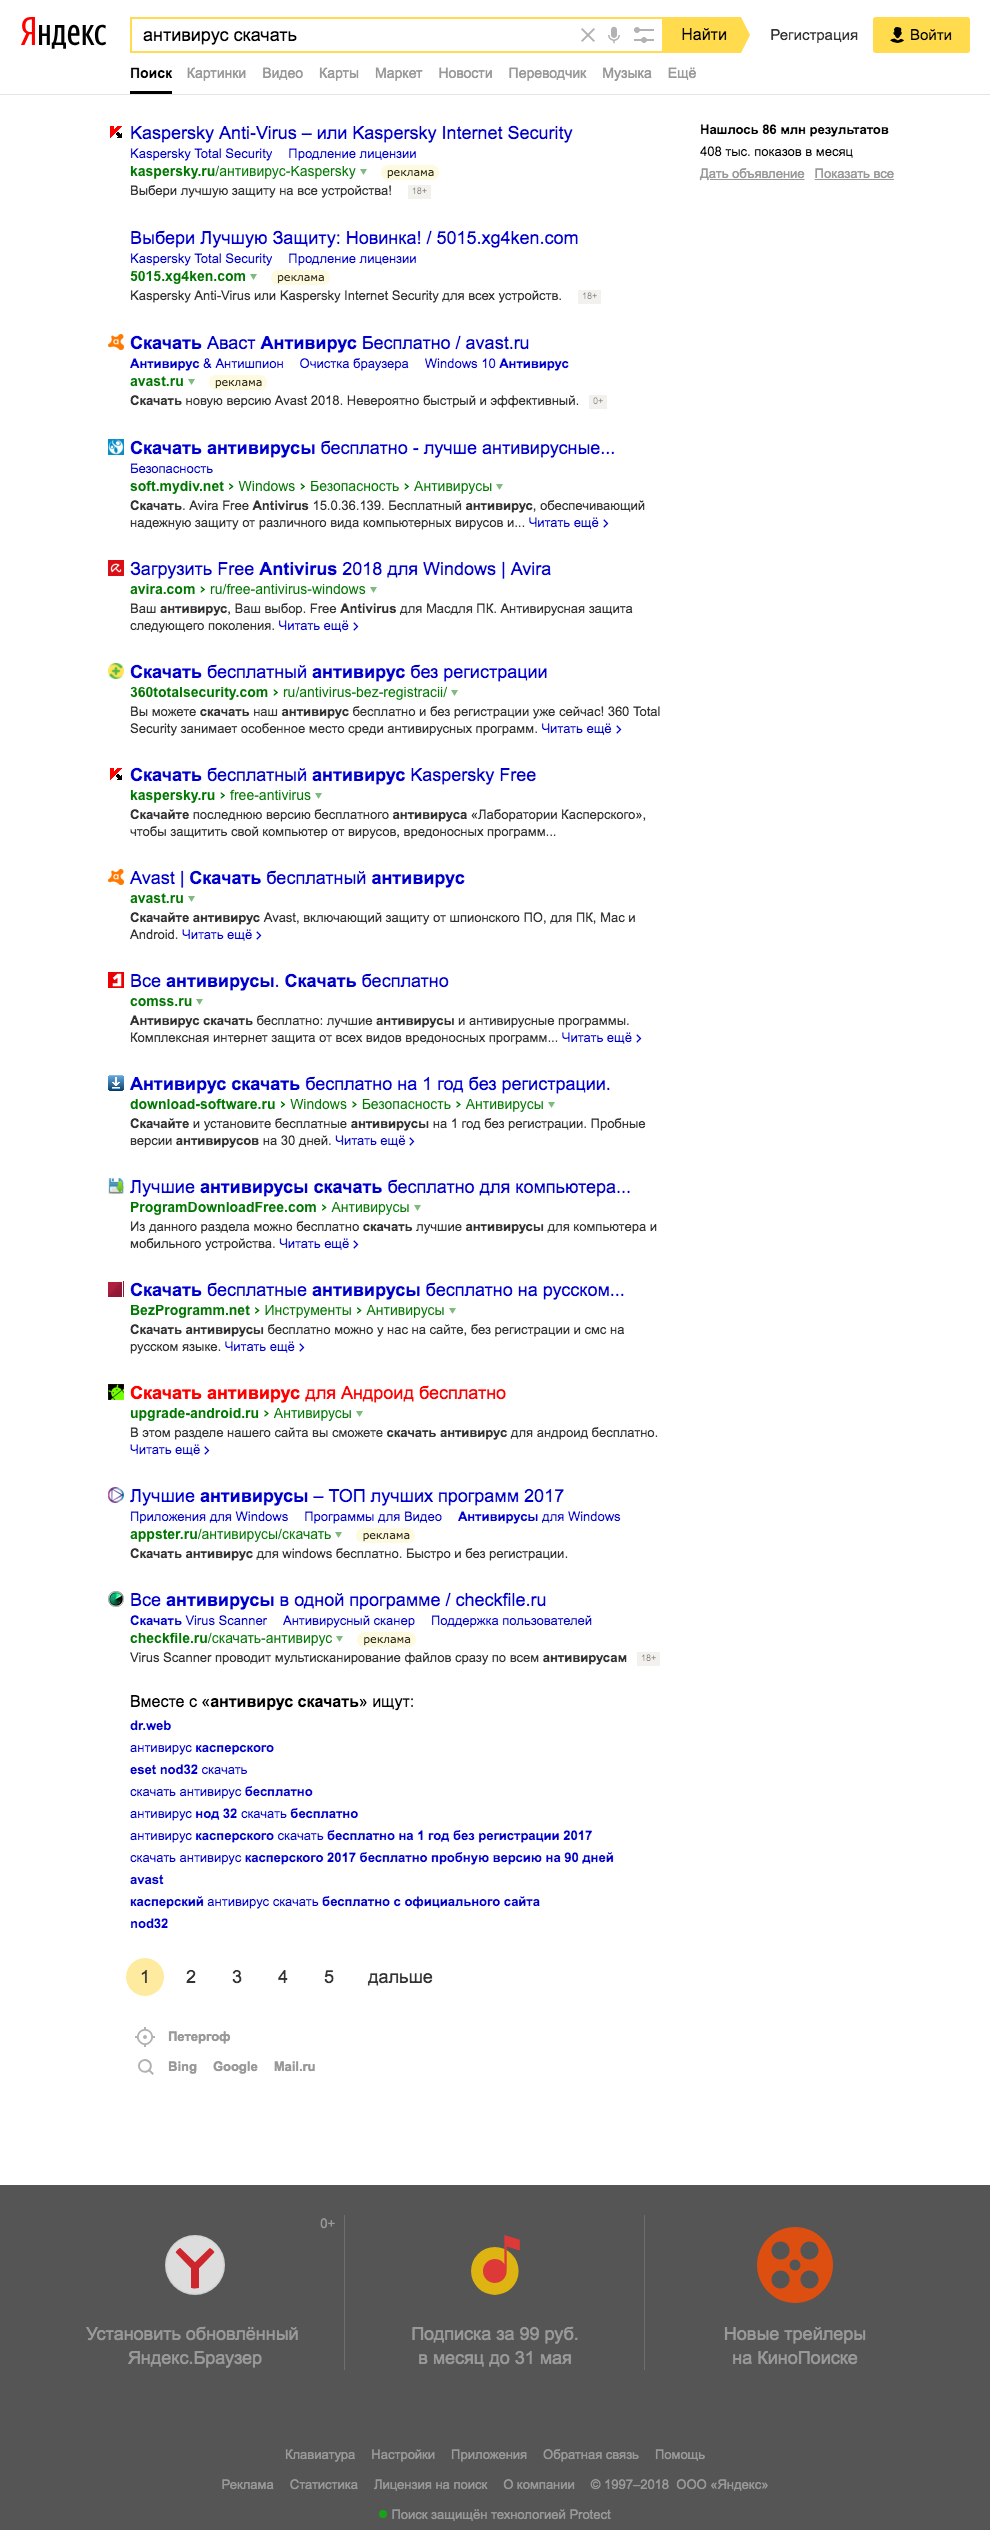 Яндекс
антивирус скачать
Найти
Регистрация
Войти
Поиск Картинки Видео Карты Маркет Новости Переводчик Музыка Ещё
Kaspersky Anti-Virus – или Kaspersky Internet Security
Kaspersky Total Security Продление лицензии
kaspersky.ru/антивирус-Kaspersky реклама
Выбери лучшую защиту на все устройства! 18+
Выбери Лучшую Защиту: Новинка! / 5015.xg4ken.com
Kaspersky Total Security Продление лицензии
5015.xg4ken.com реклама
Kaspersky Anti-Virus или Kaspersky Internet Security для всех устройств. 18+
Скачать Аваст Антивирус Бесплатно / avast.ru
Антивирус & Антишпион Очистка браузера Windows 10 Антивирус
avast.ru реклама
Скачать новую версию Avast 2018. Невероятно быстрый и эффективный. 0+
Скачать антивирусы бесплатно - лучше антивирусные...
Безопасность
soft.mydiv.net › Windows › Безопасность › Антивирусы
Скачать. Avira Free Antivirus 15.0.36.139. Бесплатный антивирус, обеспечивающий
надежную защиту от различного вида компьютерных вирусов и... Читать ещё ›
Загрузить Free Antivirus 2018 для Windows | Avira
avira.com › ru/free-antivirus-windows
Ваш антивирус, Ваш выбор. Free Antivirus для Macдля ПК. Антивирусная защита
следующего поколения. Читать ещё ›
Скачать бесплатный антивирус без регистрации
360totalsecurity.com › ru/antivirus-bez-registracii/
Вы можете скачать наш антивирус бесплатно и без регистрации уже сейчас! 360 Total
Security занимает особенное место среди антивирусных программ. Читать ещё ›
Скачать бесплатный антивирус Kaspersky Free
kaspersky.ru › free-antivirus
Скачайте последнюю версию бесплатного антивируса «Лаборатории Касперского»,
чтобы защитить свой компьютер от вирусов, вредоносных программ...
Avast | Скачать бесплатный антивирус
avast.ru
Скачайте антивирус Avast, включающий защиту от шпионского ПО, для ПК, Mac и
Android. Читать ещё ›
Все антивирусы. Скачать бесплатно
comss.ru
Антивирус скачать бесплатно: лучшие антивирусы и антивирусные программы.
Комплексная интернет защита от всех видов вредоносных программ... Читать ещё ›
Антивирус скачать бесплатно на 1 год без регистрации.
download-software.ru › Windows › Безопасность › Антивирусы
Скачайте и установите бесплатные антивирусы на 1 год без регистрации. Пробные
версии антивирусов на 30 дней. Читать ещё ›
Лучшие антивирусы скачать бесплатно для компьютера...
ProgramDownloadFree.com › Антивирусы
Из данного раздела можно бесплатно скачать лучшие антивирусы для компьютера и
мобильного устройства. Читать ещё ›
Скачать бесплатные антивирусы бесплатно на русском...
BezProgramm.net › Инструменты › Антивирусы
Скачать антивирусы бесплатно можно у нас на сайте, без регистрации и смс на
русском языке. Читать ещё ›
Скачать антивирус для Андроид бесплатно
upgrade-android.ru › Антивирусы
В этом разделе нашего сайта вы сможете скачать антивирус для андроид бесплатно.
Читать ещё ›
Лучшие антивирусы – ТОП лучших программ 2017
Приложения для Windows Программы для Видео Антивирусы для Windows
appster.ru/антивирусы/скачать реклама
Скачать антивирус для windows бесплатно. Быстро и без регистрации.
Все антивирусы в одной программе / checkfile.ru
Скачать Virus Scanner Антивирусный сканер Поддержка пользователей
checkfile.ru/скачать-антивирус реклама
Virus Scanner проводит мультисканирование файлов сразу по всем антивирусам 18+
Вместе с «антивирус скачать» ищут:
dr.web
антивирус касперского
eset nod32 скачать
скачать антивирус бесплатно
антивирус нод 32 скачать бесплатно
антивирус касперского скачать бесплатно на 1 год без регистрации 2017
скачать антивирус касперского 2017 бесплатно пробную версию на 90 дней
avast
касперский антивирус скачать бесплатно с официального сайта
nod32
1 2 3 4 5 дальше
Петергоф
Bing Google Mail.ru
Нашлось 86 млн результатов
408 тыс. показов в месяц
Дать объявление Показать все
0+
Установить обновлённый
Яндекс.Браузер
Подписка за 99 руб.
в месяц до 31 мая
Новые трейлеры
на КиноПоиске
Клавиатура Настройки Приложения Обратная связь Помощь
Реклама Статистика Лицензия на поиск О компании © 1997–2018 ООО «Яндекс»
Поиск защищён технологией Protect